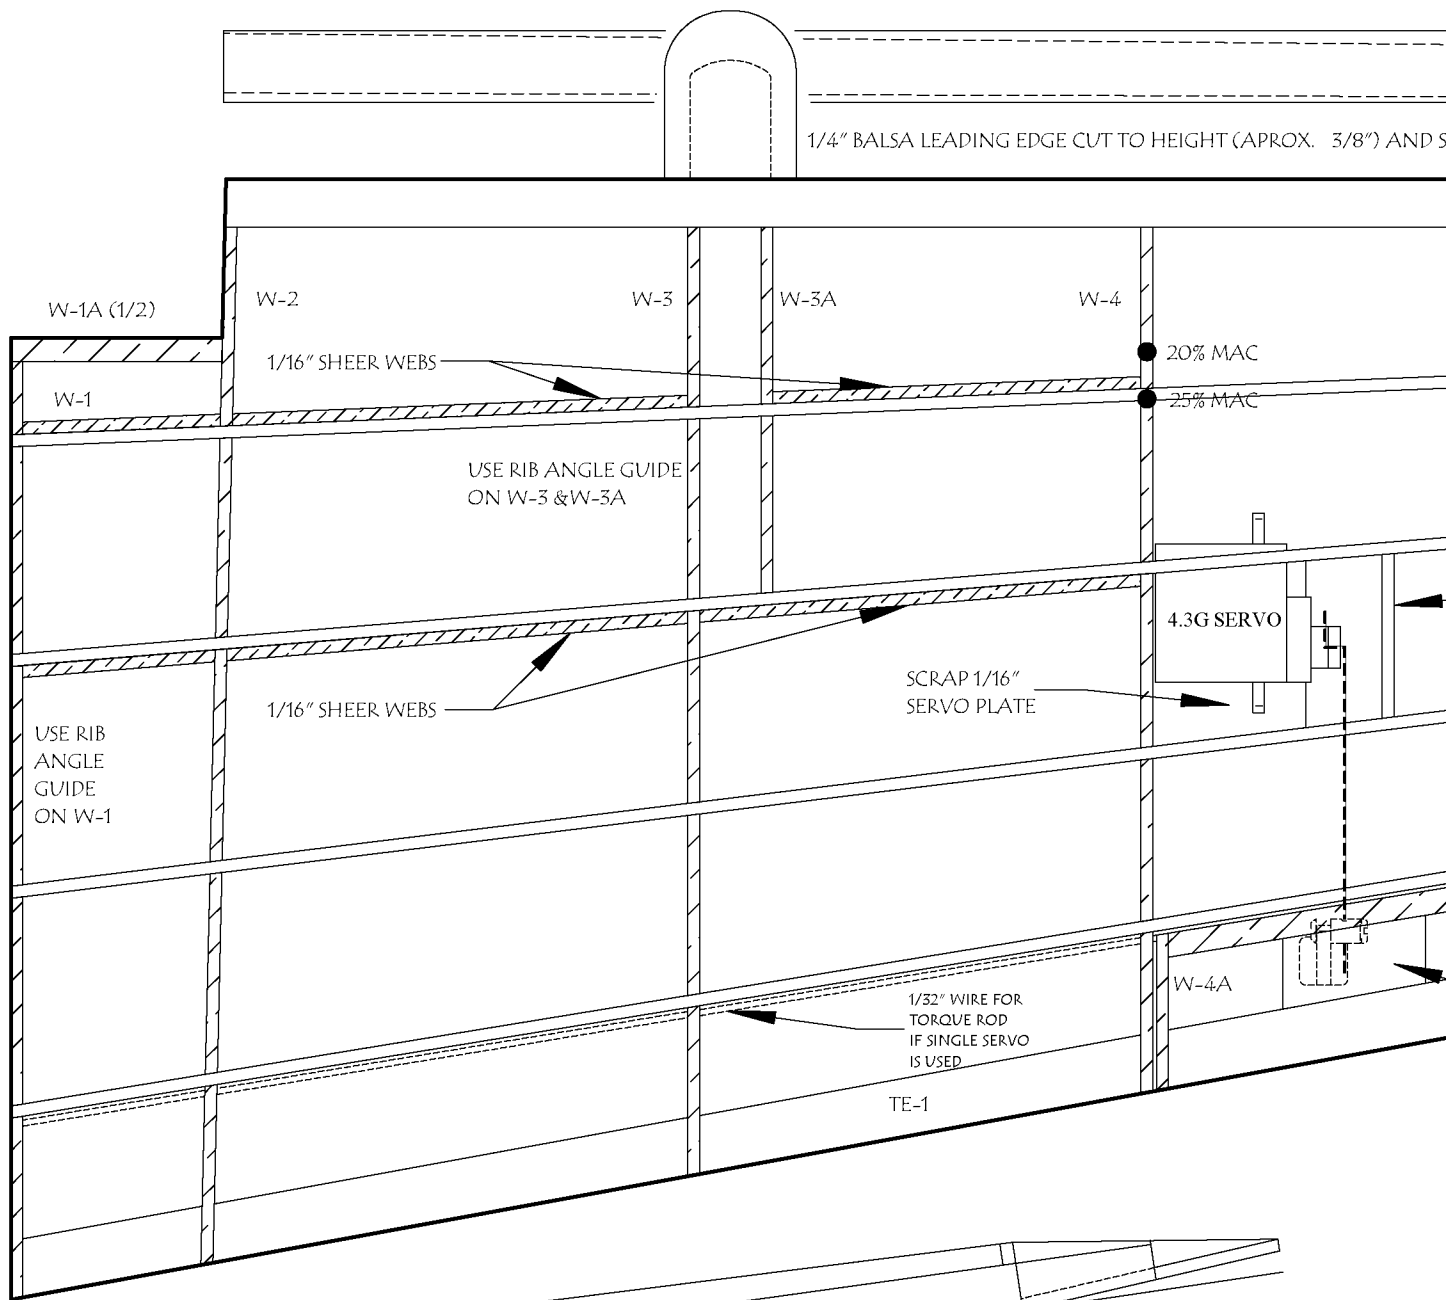 1/4" BALSA LEADING EDGE CUT TO HEIGHT (APROX. 3/8") AND S
W-1A (1/2)
W-2
W-3
W-3A
W-4
1/16" SHEER WEBS
20% MAC
W-1
25% MAC
USE RIB ANGLE GUIDE
ON W-3 &W-3A
4.3G SERVO
SCRAP 1/16"
SERVO PLATE
1/16" SHEER WEBS
USE RIB
ANGLE
GUIDE
ON W-1
W-4A
1/32" WIRE FOR
TORQUE ROD
IF SINGLE SERVO
IS USED
TE-1